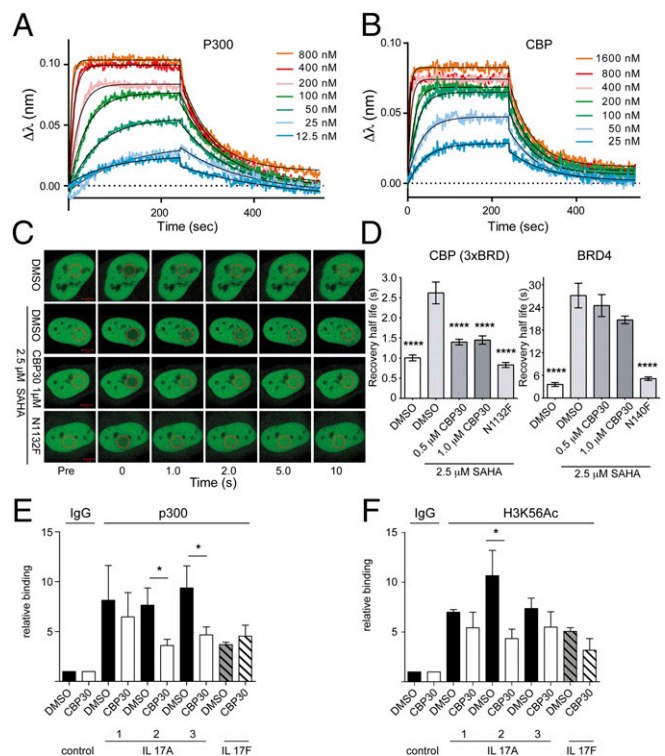 A
P300
Δλ (nm)
0.10
0.05
0.00
0
200
400
Time (sec)
800 nM
400 nM
200 nM
100 nM
50 nM
25 nM
12.5 nM
B
CBP
Δλ (nm)
0.10
0.05
0.00
0
200
400
Time (sec)
1600 nM
800 nM
400 nM
200 nM
100 nM
50 nM
25 nM
C
DMSO
DMSO
CBP30 1μM
N1132F
2.5 μM SAHA
Pre
0
1.0
2.0
5.0
10
Time (s)
D
CBP (3xBRD)
Recovery half life (s)
3.0
2.5
2.0
1.5
1.0
0.5
0.0
****
****
****
****
DMSO
DMSO
0.5 μM CBP30
1.0 μM CBP30
N1132F
2.5 μM SAHA
BRD4
Recovery half life (s)
30
24
18
12
6
0
****
****
DMSO
DMSO
0.5 μM CBP30
1.0 μM CBP30
N140F
2.5 μM SAHA
E
IgG
p300
relative binding
15
10
5
*
*
DMSO
CBP30
DMSO
CBP30
DMSO
CBP30
DMSO
CBP30
DMSO
CBP30
1
2
3
control
IL 17A
IL 17F
F
IgG
H3K56Ac
relative binding
15
10
5
*
DMSO
CBP30
DMSO
CBP30
DMSO
CBP30
DMSO
CBP30
DMSO
CBP30
1
2
3
control
IL 17A
IL 17F